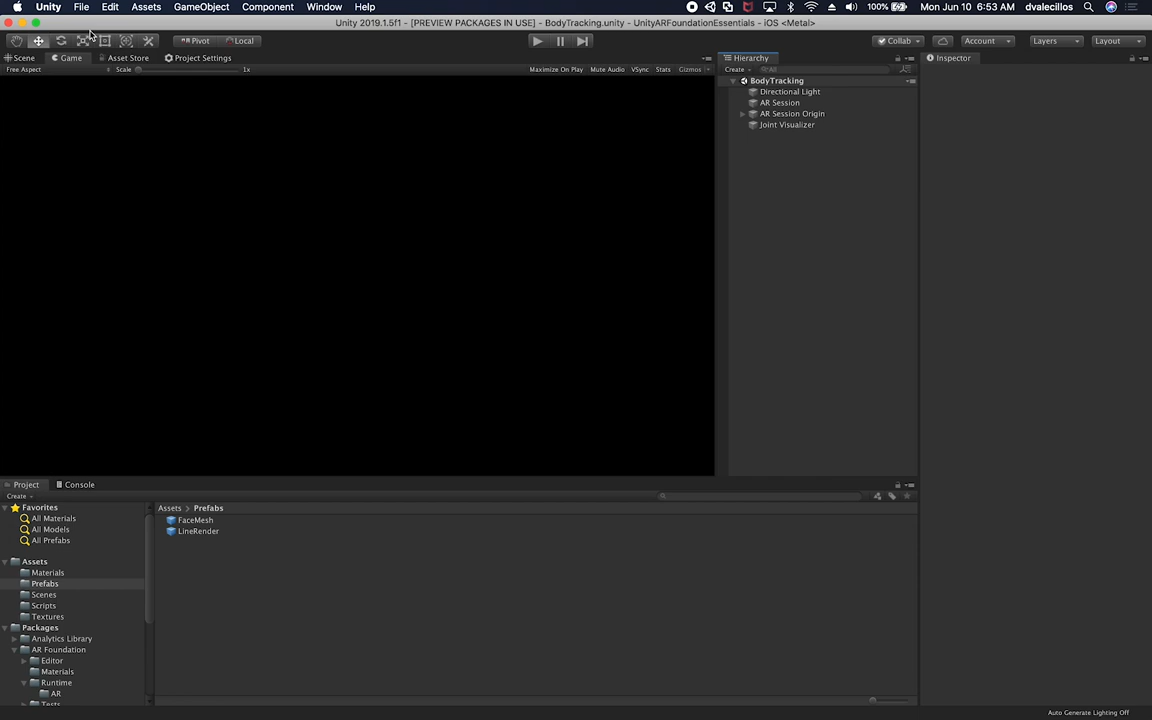 Unity File Edit Assets GameObject Component Window Help 100% Mon Jun 10 6:53 AM dvalecillos
Unity 2019.1.5f1 - [PREVIEW PACKAGES IN USE] - BodyTracking.unity - UnityARFoundationEssentials - iOS <Metal>
Pivot Local Collab Account Layers Layout
Scene Game Asset Store Project Settings Hierarchy Inspector
Free Aspect Scale 1x Maximize On Play Mute Audio VSync Stats Gizmos Create All
BodyTracking
Directional Light
AR Session
AR Session Origin
Joint Visualizer
Project Console
Create
Favorites
All Materials
All Models
All Prefabs
Assets
Materials
Prefabs
Scenes
Scripts
Textures
Packages
Analytics Library
AR Foundation
Editor
Materials
Runtime
AR
Tests
Assets > Prefabs
FaceMesh
LineRender
Auto Generate Lighting Off